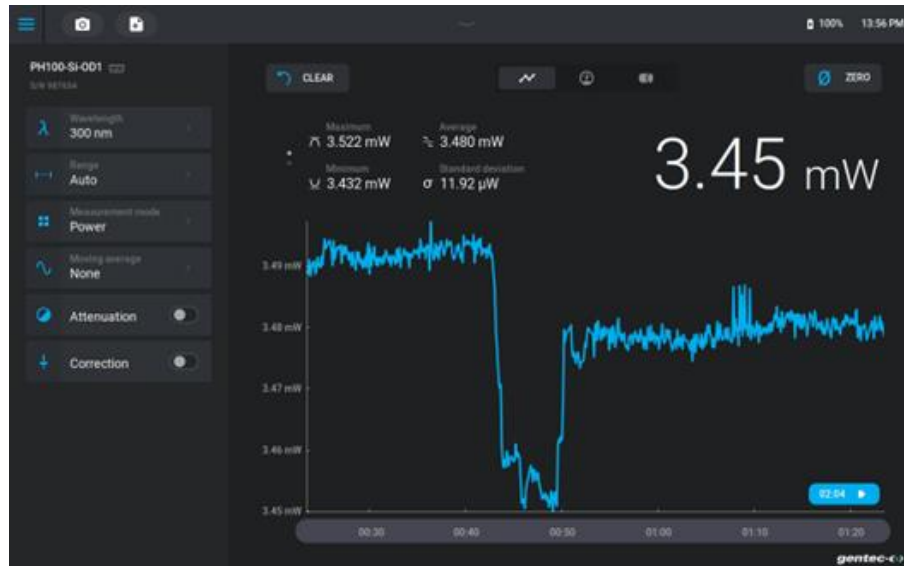 100% 13:56 PM
PH100-Si-OD1
S/N 987654
CLEAR
ZERO
Wavelength
300 nm
Range
Auto
Measurement mode
Power
Moving average
None
Attenuation
Correction
Maximum
3.522 mW
Average
3.480 mW
Minimum
3.432 mW
Standard deviation
σ 11.92 µW
3.45 mW
3.49 mW
3.48 mW
3.47 mW
3.46 mW
3.45 mW
02:04
00:30 00:40 00:50 01:00 01:10 01:20
gentec-e